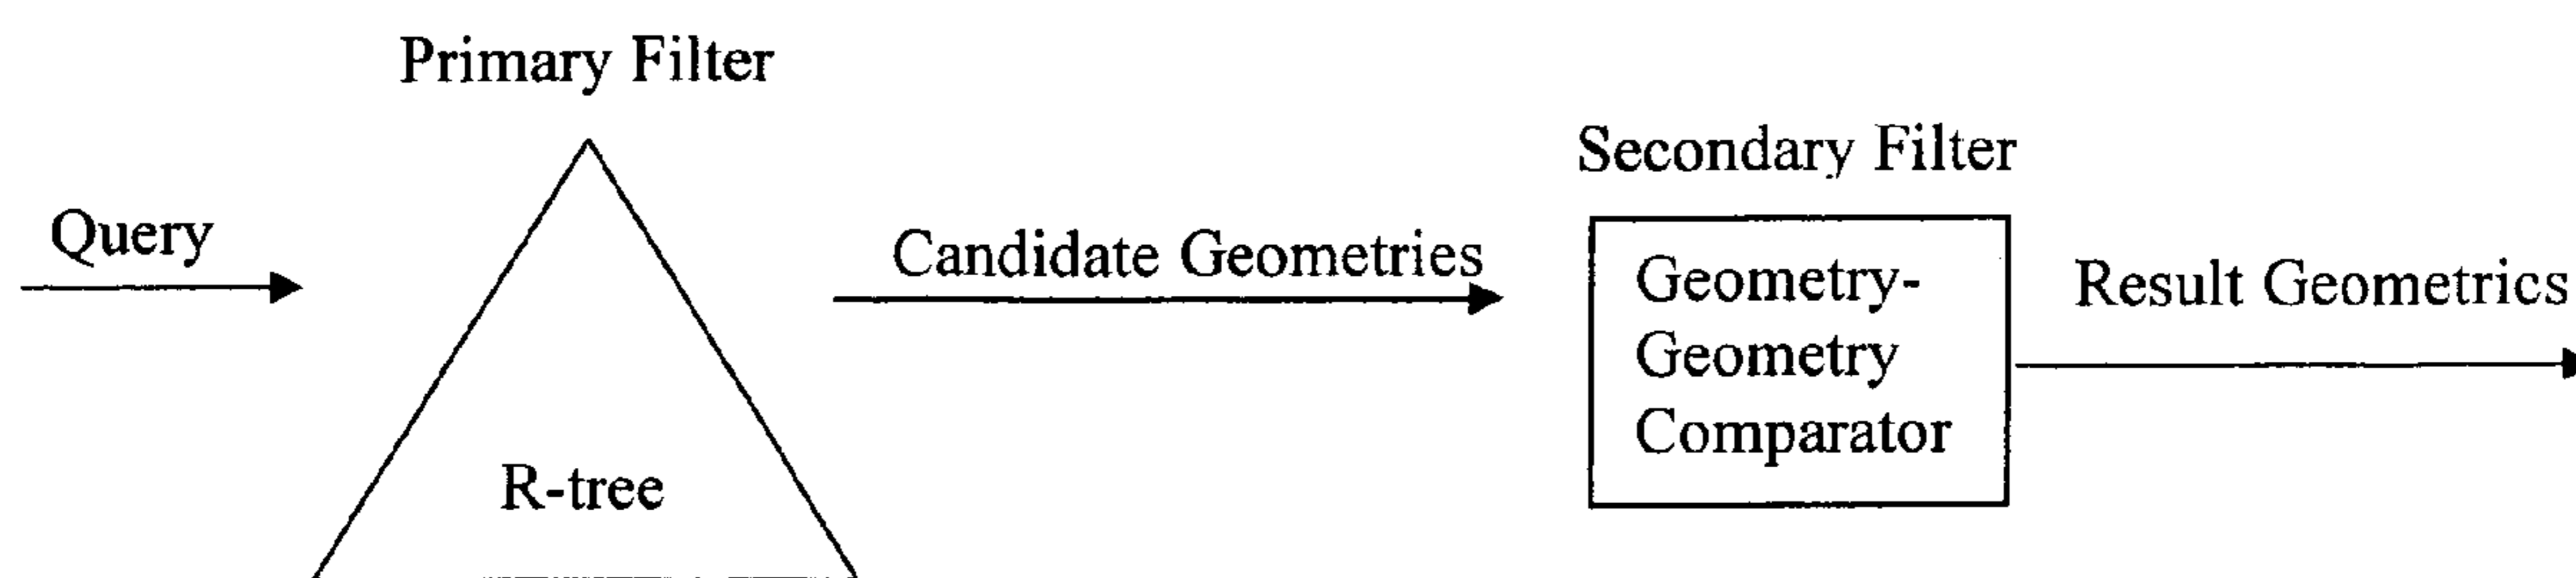 Primary Filter
Secondary Filter
Query
Candidate Geometries
Geometry-
Geometry
Comparator
Result Geometrics
R-tree